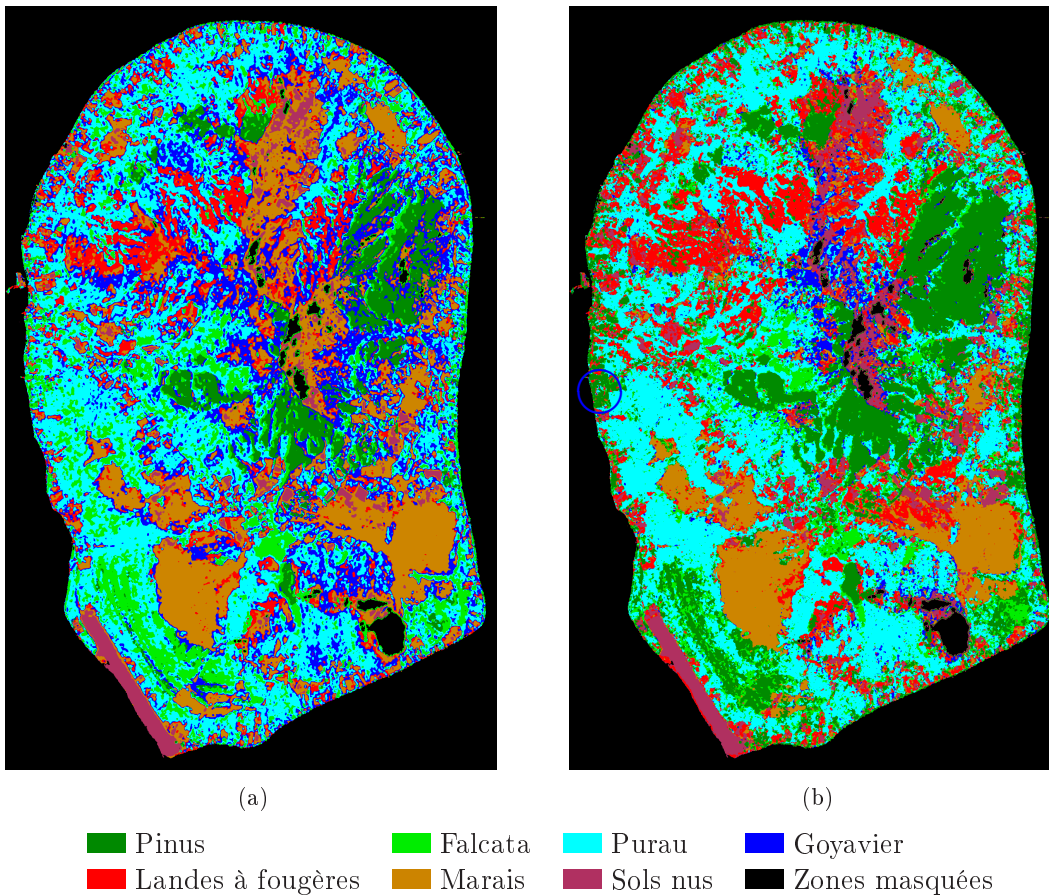 (a) (b)
Pinus Falcata Purau Goyavier
Landes à fougères Marais Sols nus Zones masquées